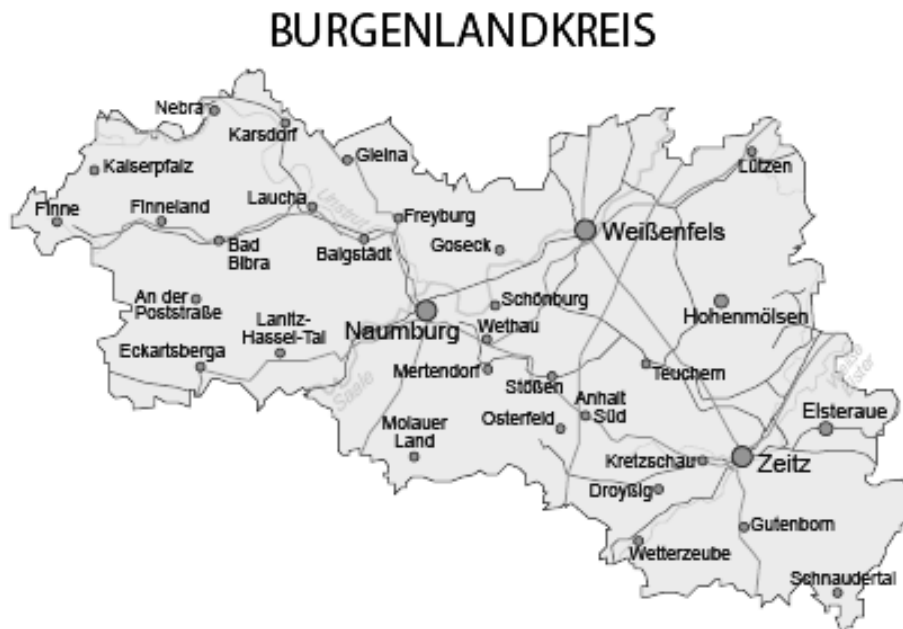 BURGENLANDKREIS
Nebra
Karsdorf
Gleina
Lützen
Kaiserpfalz
Laucha
Unstrut
Finne
Finneland
Freyburg
Weißenfels
Bad
Bibra
Balgstädt
Goseck
An der
Poststraße
Schönburg
Hohenmölsen
Lanitz-
Hassel-Tal
Naumburg
Wethau
Eckartsberga
Mertendorf
Stößen
Teuchern
Weiße
Elster
Saale
Anhalt
Süd
Elsteraue
Molauer
Land
Osterfeld
Kretzschau
Zeitz
Droyßig
Gutenborn
Wetterzeube
Schnaudertal